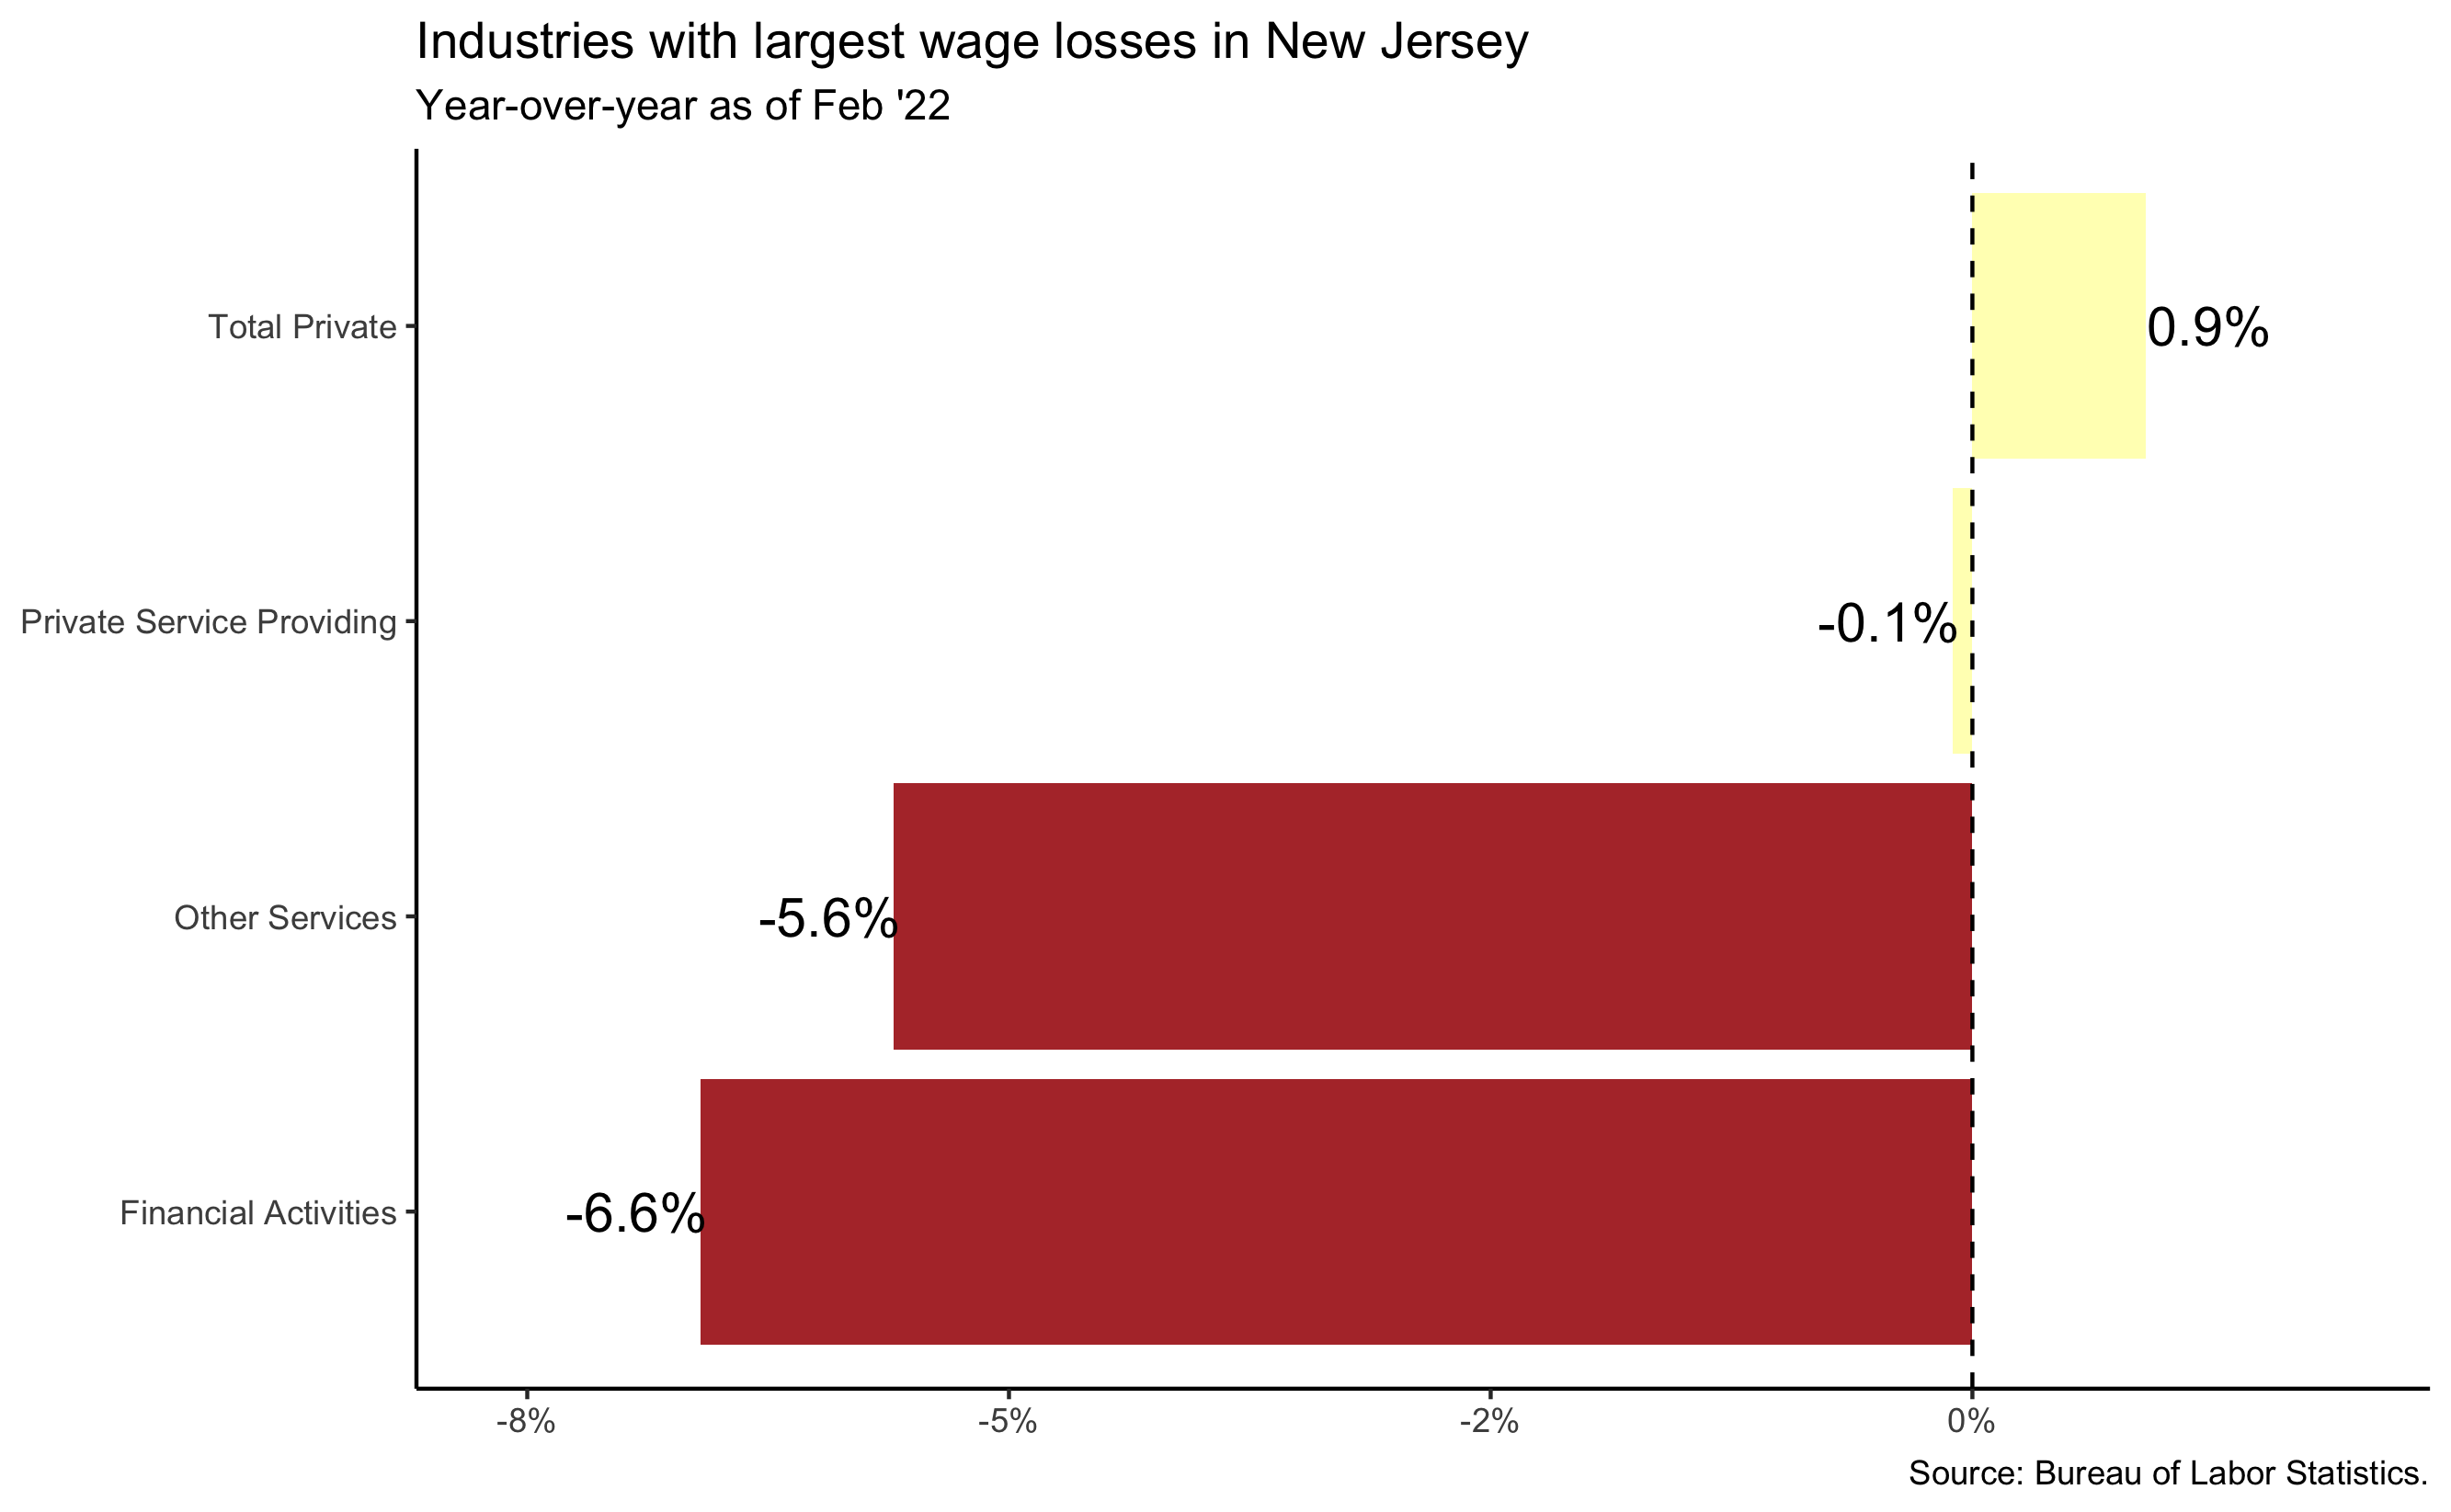 Industries with largest wage losses in New Jersey
Year-over-year as of Feb '22
Total Private
0.9%
Private Service Providing
-0.1%
Other Services
-5.6%
Financial Activities
-6.6%
-8%
-5%
-2%
0%
Source: Bureau of Labor Statistics.